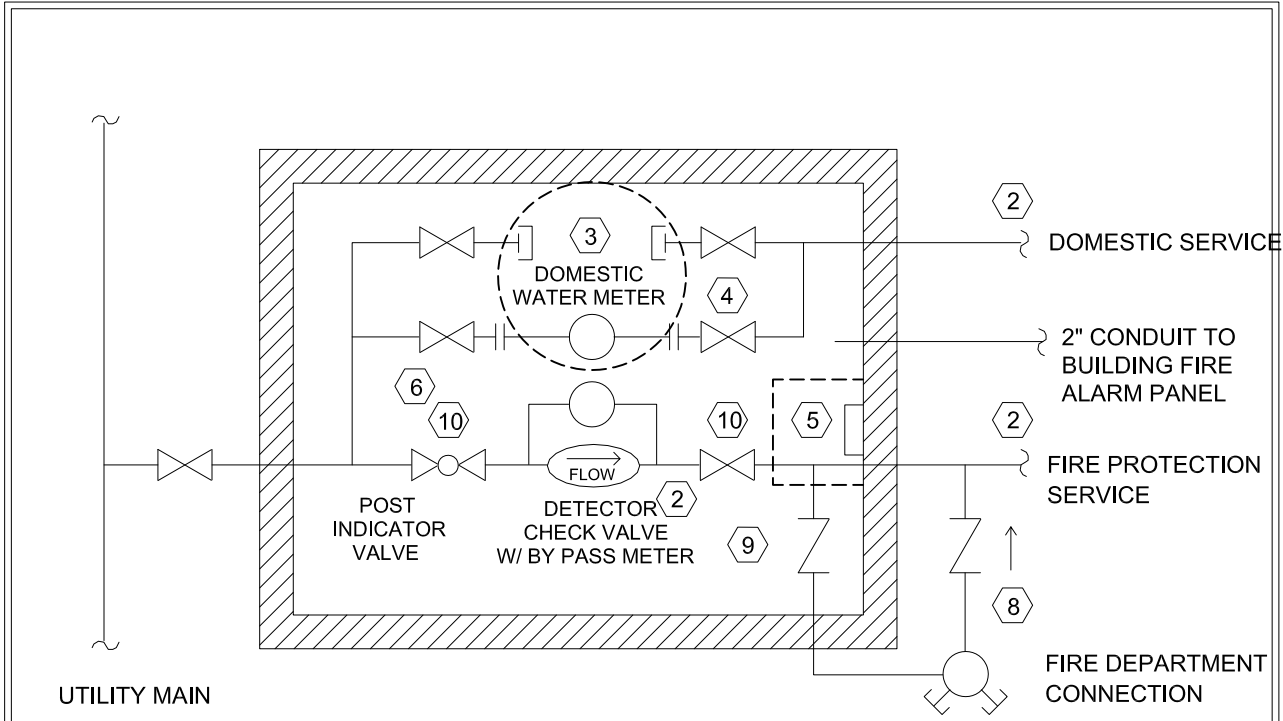 2
DOMESTIC SERVICE
3
DOMESTIC
WATER METER
4
2" CONDUIT TO
BUILDING FIRE
ALARM PANEL
6
10
10
5
2
FIRE PROTECTION
SERVICE
FLOW
POST
INDICATOR
VALVE
DETECTOR
CHECK VALVE
W/ BY PASS METER
2
9
8
UTILITY MAIN
FIRE DEPARTMENT
CONNECTION